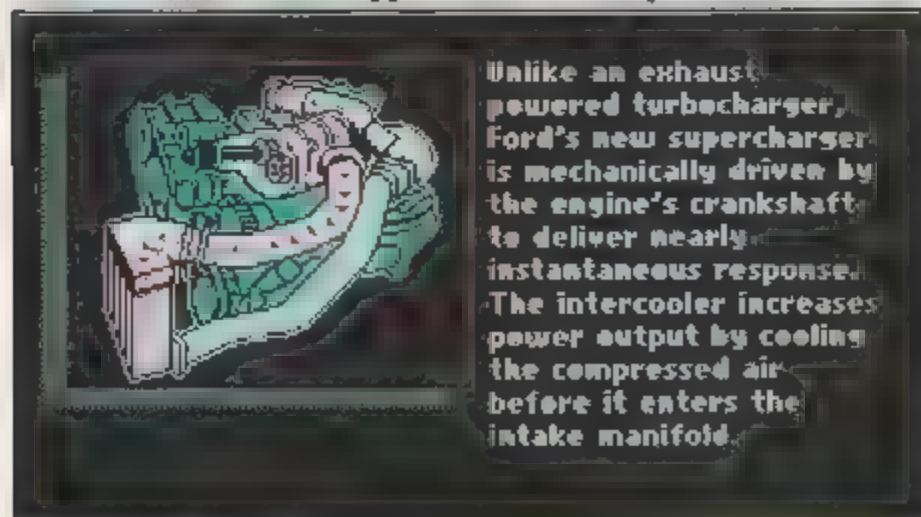 Unlike an exhaust
powered turbocharger,
Ford's new supercharger
is mechanically driven by
the engine's crankshaft
to deliver nearly
instantaneous response.
The intercooler increases
power output by cooling
the compressed air
before it enters the
intake manifold.